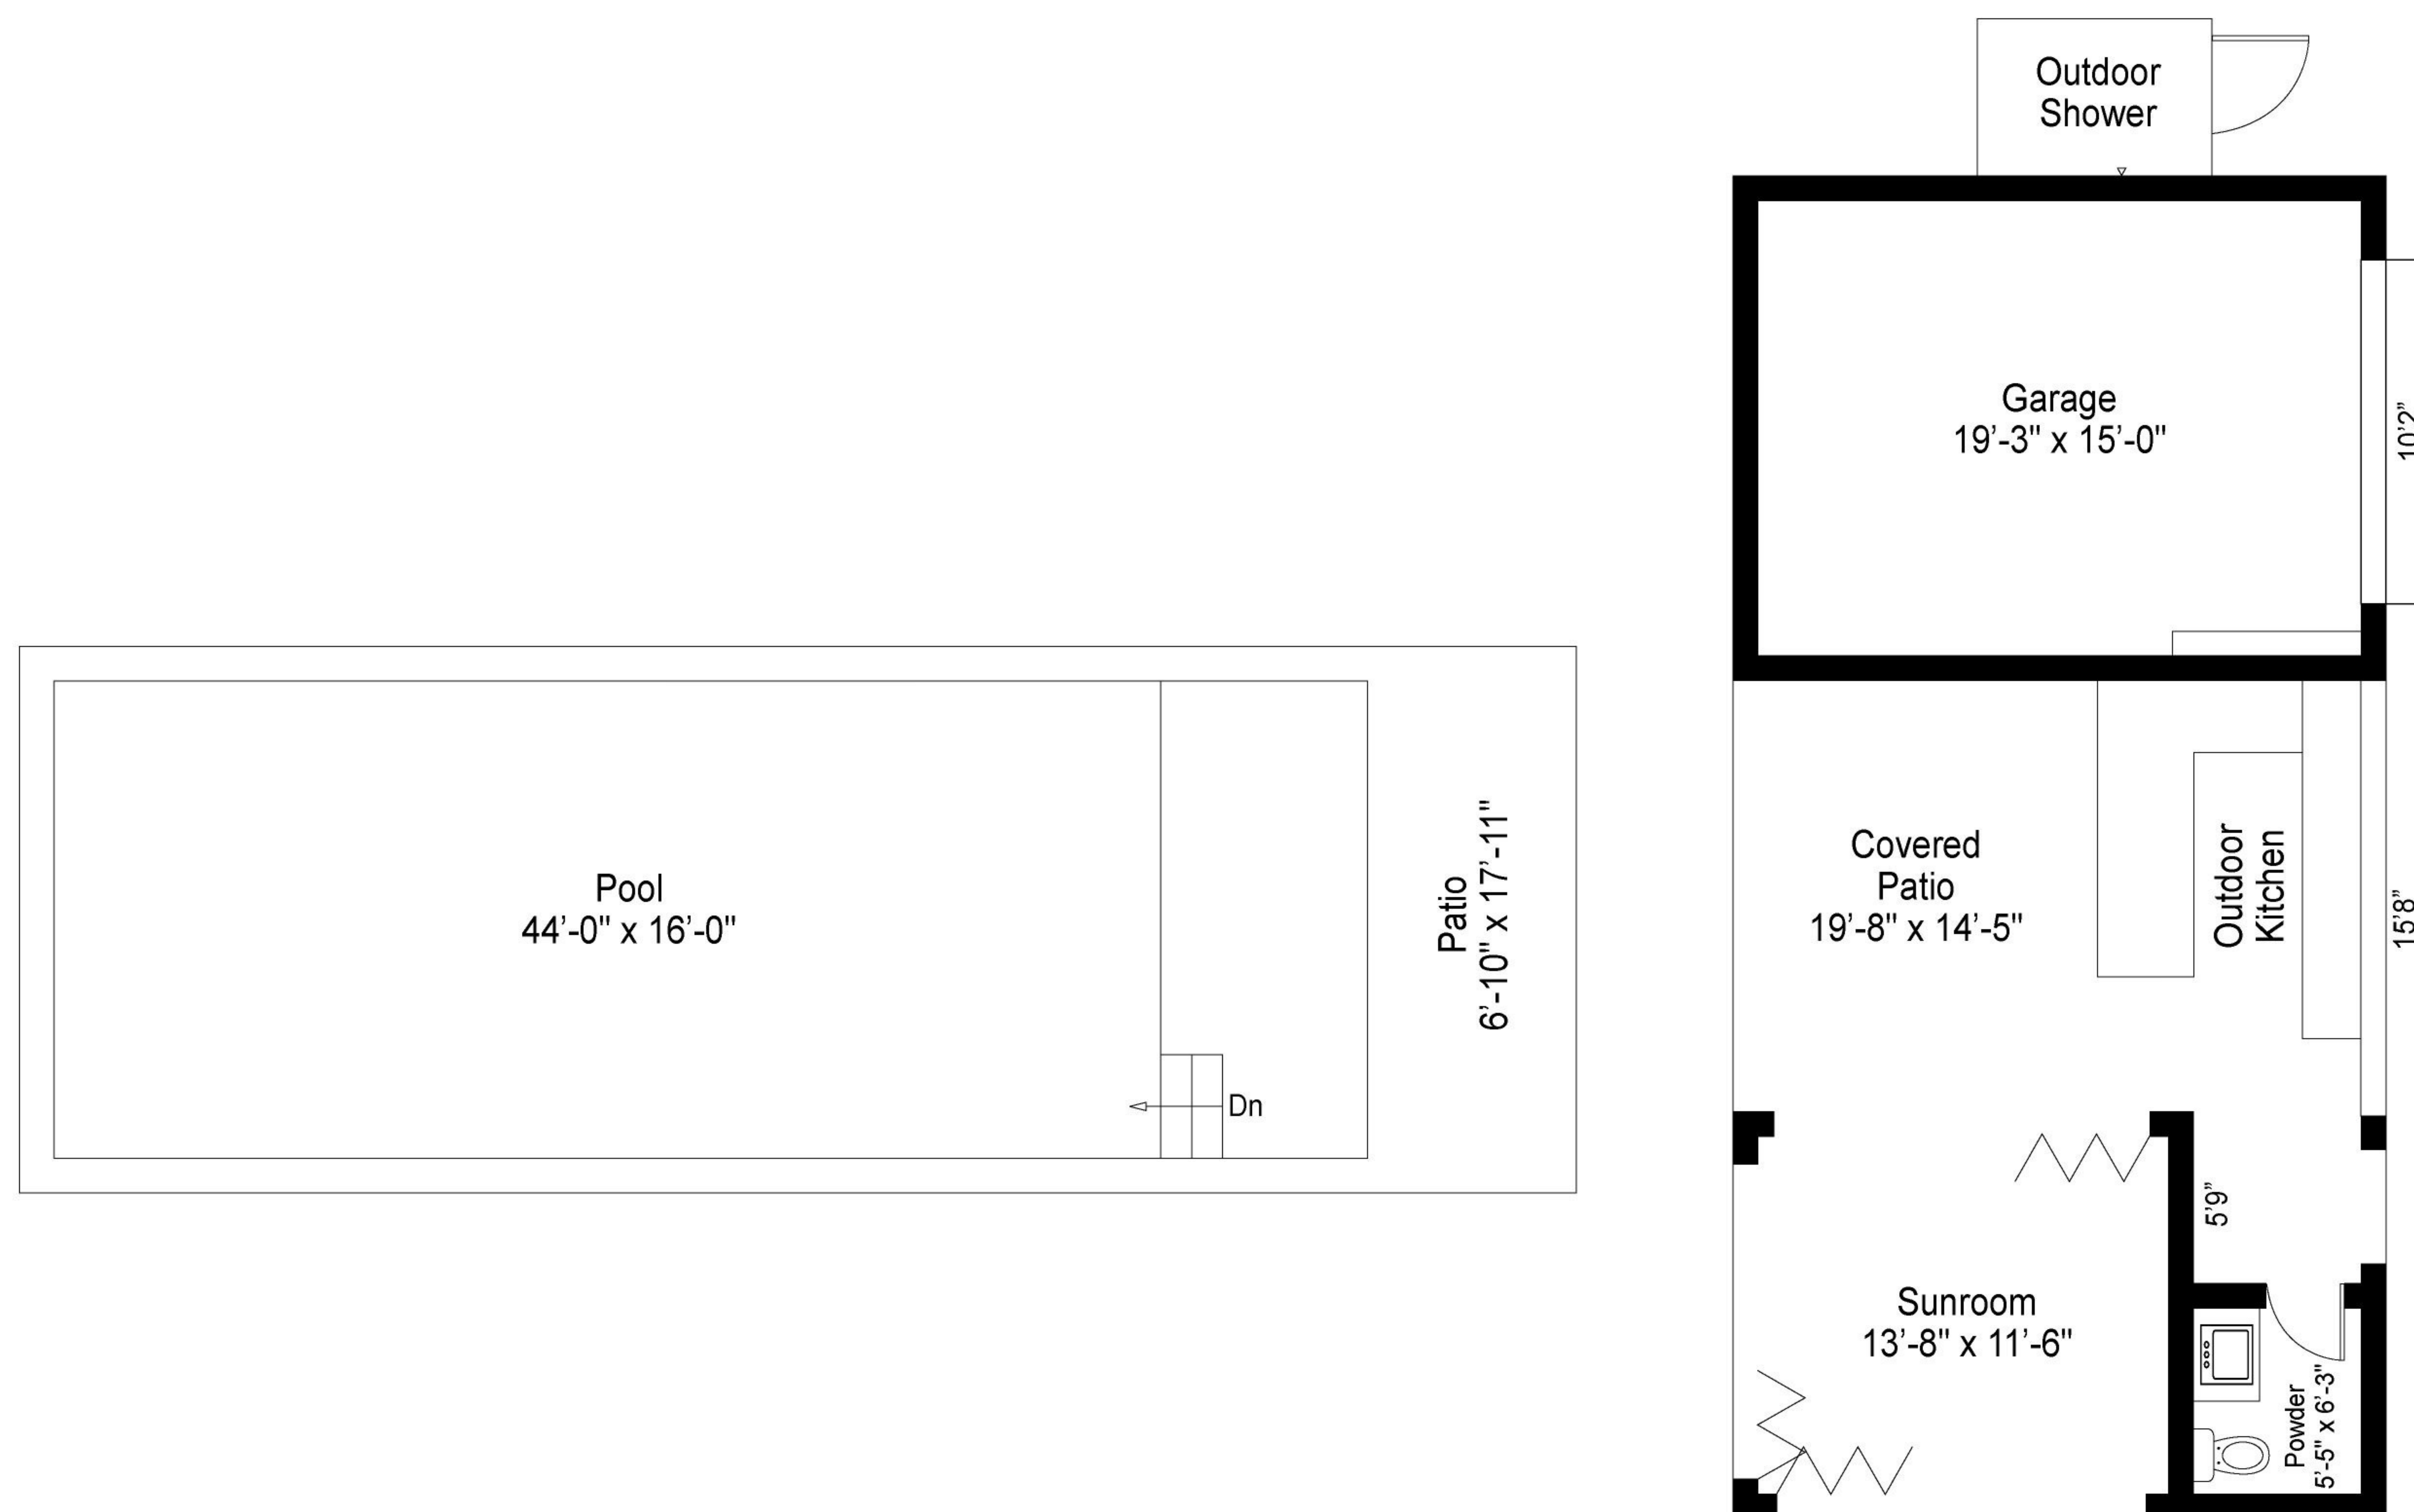 Outdoor
Shower
Garage
19’-3" x 15’-0"
10’2”
Covered
Patio
19’-8" x 14’-5"
Outdoor
Kitchen
15’8”
Pool
44’-0" x 16’-0"
Patio
6’-10" x 17’-11"
Dn
5’9”
Sunroom
13’-8" x 11’-6"
Powder
5’-5" x 6’-3"